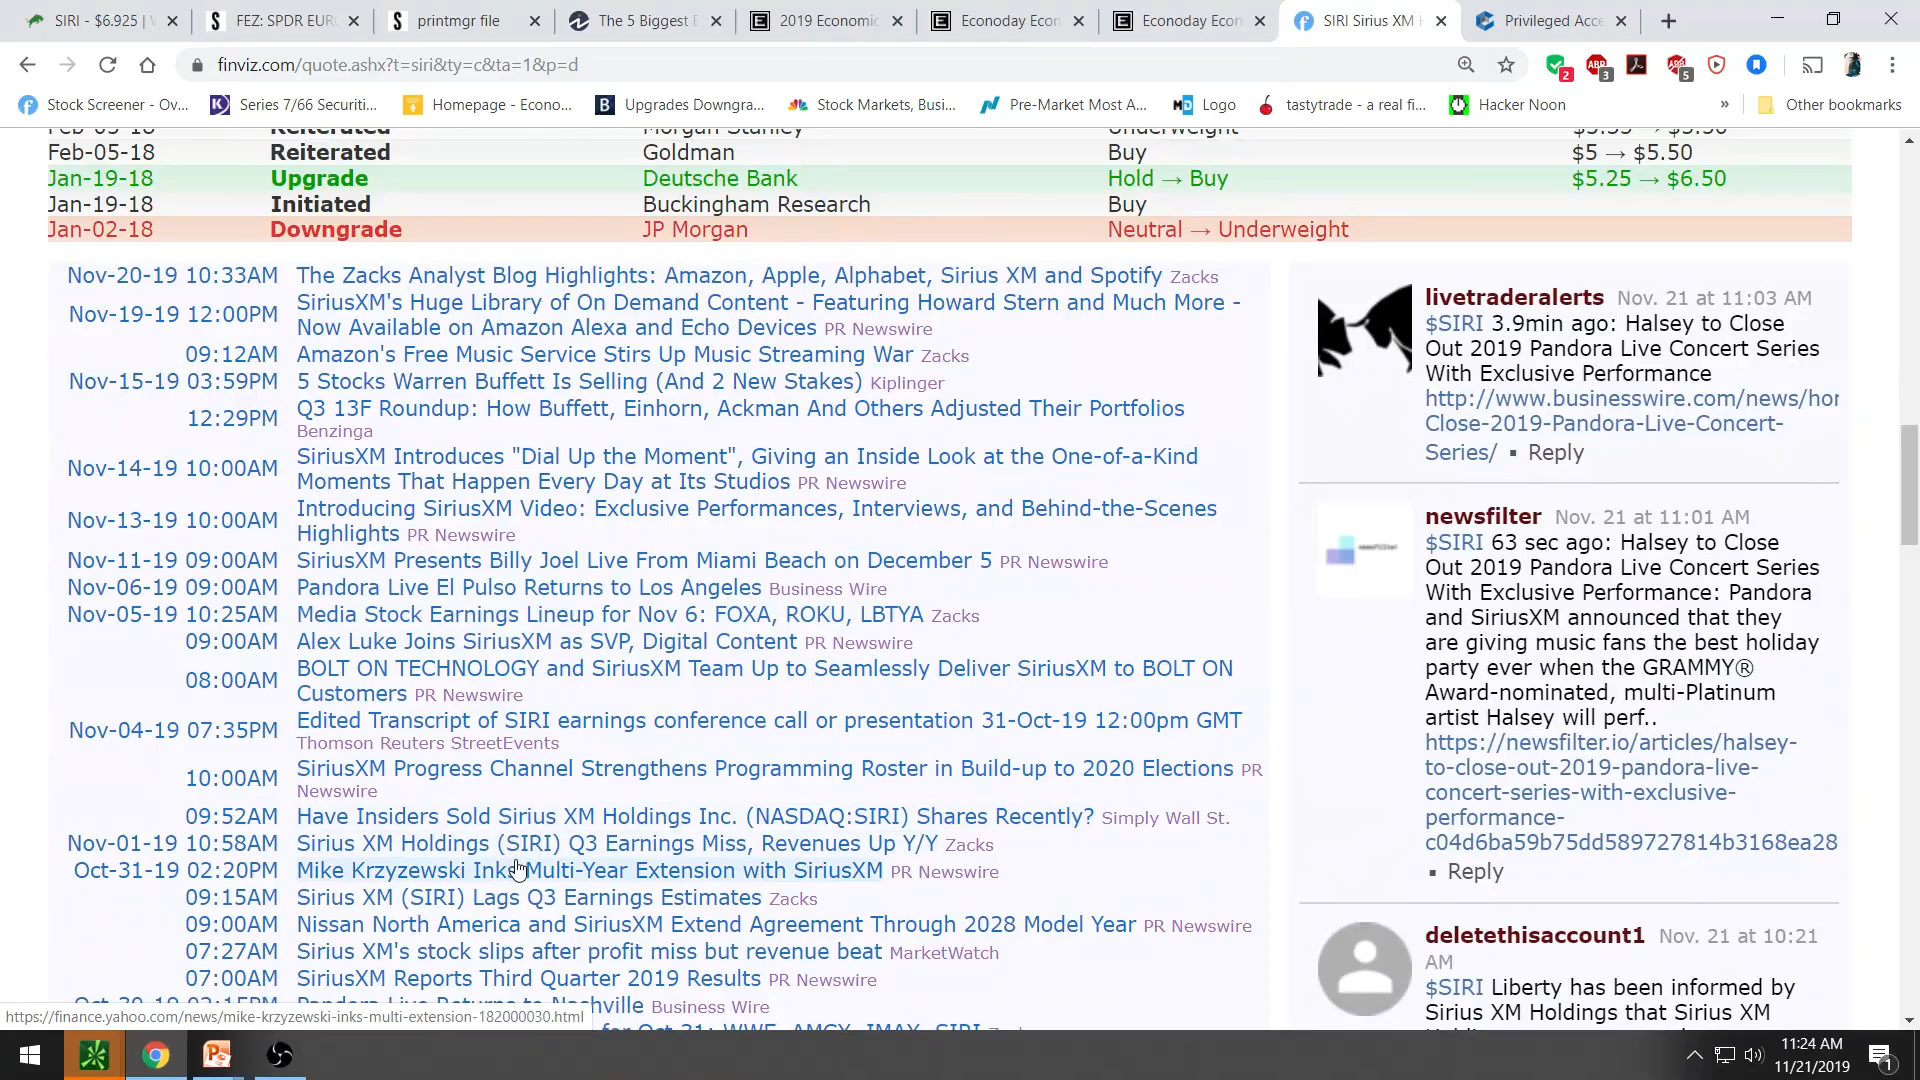 SIRI - $6.925 |
FEZ: SPDR EUR
printmgr file
The 5 Biggest E
2019 Economic
Econoday Econ
Econoday Econ
SIRI Sirius XM
Privileged Acce
finviz.com/quote.ashx?t=siri&ty=c&ta=1&p=d
Stock Screener - Ov...
Series 7/66 Securiti...
Homepage - Econo...
Upgrades Downgra...
Stock Markets, Busi...
Pre-Market Most A...
Logo
tastytrade - a real fi...
Hacker Noon
»
Other bookmarks
Reiterated Morgan Stanley Underweight
Feb-05-18 Reiterated Goldman Buy $5 → $5.50
Jan-19-18 Upgrade Deutsche Bank Hold → Buy $5.25 → $6.50
Jan-19-18 Initiated Buckingham Research Buy
Jan-02-18 Downgrade JP Morgan Neutral → Underweight
Nov-20-19 10:33AM The Zacks Analyst Blog Highlights: Amazon, Apple, Alphabet, Sirius XM and Spotify Zacks
Nov-19-19 12:00PM SiriusXM's Huge Library of On Demand Content - Featuring Howard Stern and Much More -
Now Available on Amazon Alexa and Echo Devices PR Newswire
09:12AM Amazon's Free Music Service Stirs Up Music Streaming War Zacks
Nov-15-19 03:59PM 5 Stocks Warren Buffett Is Selling (And 2 New Stakes) Kiplinger
12:29PM Q3 13F Roundup: How Buffett, Einhorn, Ackman And Others Adjusted Their Portfolios
Benzinga
Nov-14-19 10:00AM SiriusXM Introduces "Dial Up the Moment", Giving an Inside Look at the One-of-a-Kind
Moments That Happen Every Day at Its Studios PR Newswire
Nov-13-19 10:00AM Introducing SiriusXM Video: Exclusive Performances, Interviews, and Behind-the-Scenes
Highlights PR Newswire
Nov-11-19 09:00AM SiriusXM Presents Billy Joel Live From Miami Beach on December 5 PR Newswire
Nov-06-19 09:00AM Pandora Live El Pulso Returns to Los Angeles Business Wire
Nov-05-19 10:25AM Media Stock Earnings Lineup for Nov 6: FOXA, ROKU, LBTYA Zacks
09:00AM Alex Luke Joins SiriusXM as SVP, Digital Content PR Newswire
08:00AM BOLT ON TECHNOLOGY and SiriusXM Team Up to Seamlessly Deliver SiriusXM to BOLT ON
Customers PR Newswire
Nov-04-19 07:35PM Edited Transcript of SIRI earnings conference call or presentation 31-Oct-19 12:00pm GMT
Thomson Reuters StreetEvents
10:00AM SiriusXM Progress Channel Strengthens Programming Roster in Build-up to 2020 Elections PR
Newswire
09:52AM Have Insiders Sold Sirius XM Holdings Inc. (NASDAQ:SIRI) Shares Recently? Simply Wall St.
Nov-01-19 10:58AM Sirius XM Holdings (SIRI) Q3 Earnings Miss, Revenues Up Y/Y Zacks
Oct-31-19 02:20PM Mike Krzyzewski Inks Multi-Year Extension with SiriusXM PR Newswire
09:15AM Sirius XM (SIRI) Lags Q3 Earnings Estimates Zacks
09:00AM Nissan North America and SiriusXM Extend Agreement Through 2028 Model Year PR Newswire
07:27AM Sirius XM's stock slips after profit miss but revenue beat MarketWatch
07:00AM SiriusXM Reports Third Quarter 2019 Results PR Newswire
Oct-30-19 02:15PM Pandora Live Returns to Nashville Business Wire
for Oct 31: WWE, AMCX, IMAX, SIRI
livetraderalerts Nov. 21 at 11:03 AM
$SIRI 3.9min ago: Halsey to Close
Out 2019 Pandora Live Concert Series
With Exclusive Performance
http://www.businesswire.com/news/hor
Close-2019-Pandora-Live-Concert-
Series/ ▪ Reply
newsfilter Nov. 21 at 11:01 AM
$SIRI 63 sec ago: Halsey to Close
Out 2019 Pandora Live Concert Series
With Exclusive Performance: Pandora
and SiriusXM announced that they
are giving music fans the best holiday
party ever when the GRAMMY®
Award-nominated, multi-Platinum
artist Halsey will perf..
https://newsfilter.io/articles/halsey-
to-close-out-2019-pandora-live-
concert-series-with-exclusive-
performance-
c04d6ba59b75dd589727814b3168ea28
▪ Reply
deletethisaccount1 Nov. 21 at 10:21
AM
$SIRI Liberty has been informed by
Sirius XM Holdings that Sirius XM
https://finance.yahoo.com/news/mike-krzyzewski-inks-multi-extension-182000030.html
11:24 AM
11/21/2019